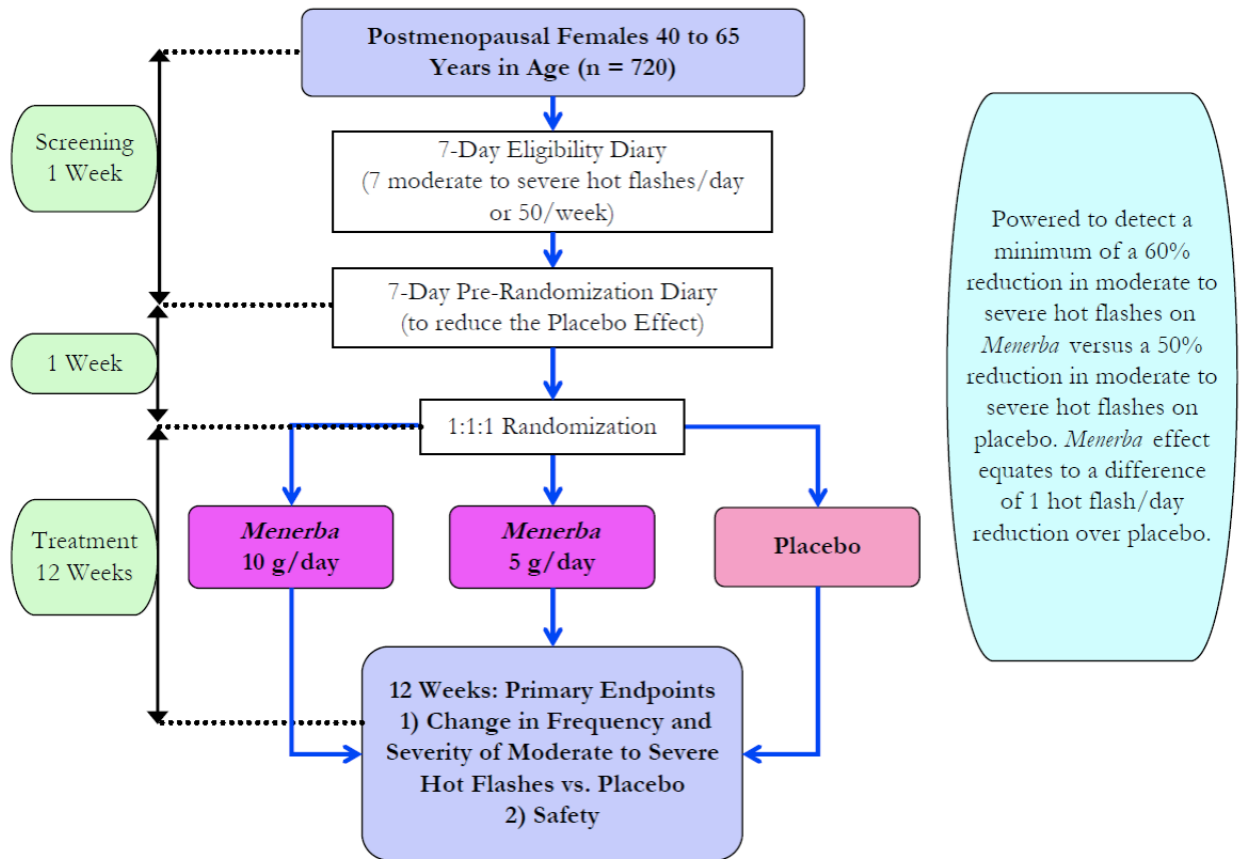 Postmenopausal Females 40 to 65
Years in Age (n = 720)
Screening
1 Week
7-Day Eligibility Diary
(7 moderate to severe hot flashes/day
or 50/week)
7-Day Pre-Randomization Diary
(to reduce the Placebo Effect)
1 Week
1:1:1 Randomization
Treatment
12 Weeks
Menerba
10 g/day
Menerba
5 g/day
Placebo
12 Weeks: Primary Endpoints
1) Change in Frequency and
Severity of Moderate to Severe
Hot Flashes vs. Placebo
2) Safety
Powered to detect a
minimum of a 60%
reduction in moderate to
severe hot flashes on
Menerba versus a 50%
reduction in moderate to
severe hot flashes on
placebo. Menerba effect
equates to a difference
of 1 hot flash/day
reduction over placebo.